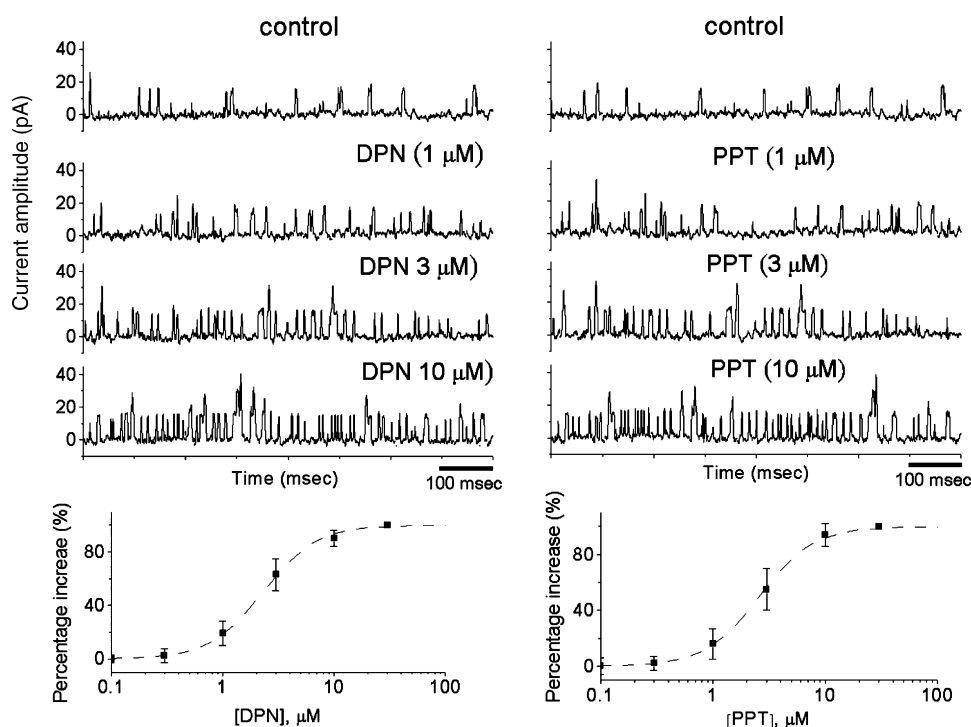 control
control
Current amplitude (pA)
40
20
0
DPN (1 μM)
PPT (1 μM)
40
20
0
DPN 3 μM)
PPT (3 μM)
40
20
0
DPN 10 μM)
PPT (10 μM)
40
20
0
Time (msec)
100 msec
Time (msec)
100 msec
Percentage increae (%)
80
40
0
0.1
1
10
100
[DPN], μM
Percentage increase (%)
80
40
0
0.1
1
10
100
[PPT], μM